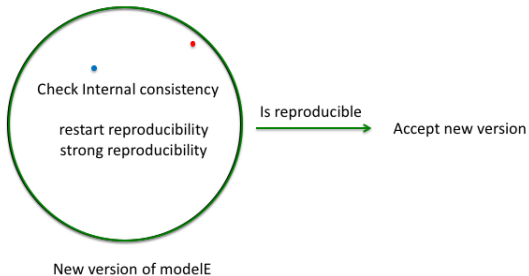 Check Internal consistency
restart reproducibility
strong reproducibility
Is reproducible
Accept new version
New version of modelE